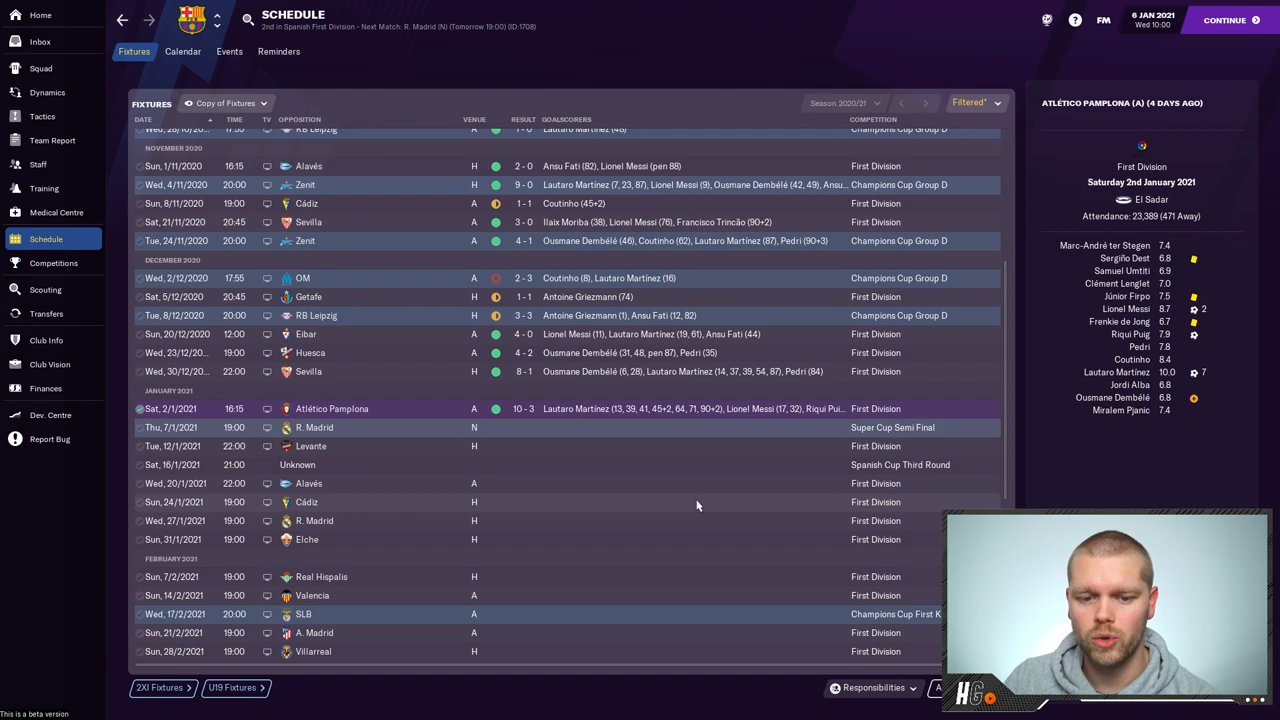 Home
Inbox
Squad
Dynamics
Tactics
Team Report
Staff
Training
Medical Centre
Schedule
Competitions
Scouting
Transfers
Club Info
Club Vision
Finances
Dev. Centre
Report Bug
This is a beta version
SCHEDULE
2nd in Spanish First Division - Next Match: R. Madrid (N) (Tomorrow 19:00) (ID:1708)
FM
6 JAN 2021
Wed 10:00
CONTINUE
Fixtures Calendar Events Reminders
FIXTURES Copy of Fixtures Season 2020/21 Filtered*
DATE TIME TV OPPOSITION VENUE RESULT GOALSCORERS COMPETITION
Wed, 28/10/20... 17:55 RB Leipzig A 1 - 0 Lautaro Martínez (48) Champions Cup Group D
NOVEMBER 2020
Sun, 1/11/2020 16:15 Alavés H 2 - 0 Ansu Fati (82), Lionel Messi (pen 88) First Division
Wed, 4/11/2020 20:00 Zenit H 9 - 0 Lautaro Martínez (7, 23, 87), Lionel Messi (9), Ousmane Dembélé (42, 49), Ansu... Champions Cup Group D
Sun, 8/11/2020 19:00 Cádiz A 1 - 1 Coutinho (45+2) First Division
Sat, 21/11/2020 20:45 Sevilla A 3 - 0 Ilaix Moriba (38), Lionel Messi (76), Francisco Trincão (90+2) First Division
Tue, 24/11/2020 20:00 Zenit A 4 - 1 Ousmane Dembélé (46), Coutinho (62), Lautaro Martínez (87), Pedri (90+3) Champions Cup Group D
DECEMBER 2020
Wed, 2/12/2020 17:55 OM A 2 - 3 Coutinho (8), Lautaro Martínez (16) Champions Cup Group D
Sat, 5/12/2020 20:45 Getafe H 1 - 1 Antoine Griezmann (74) First Division
Tue, 8/12/2020 20:00 RB Leipzig H 3 - 3 Antoine Griezmann (1), Ansu Fati (12, 82) Champions Cup Group D
Sun, 20/12/2020 12:00 Eibar A 4 - 0 Lionel Messi (11), Lautaro Martínez (19, 61), Ansu Fati (44) First Division
Wed, 23/12/20... 19:00 Huesca A 4 - 2 Ousmane Dembélé (31, 48, pen 87), Pedri (35) First Division
Wed, 30/12/20... 22:00 Sevilla H 8 - 1 Ousmane Dembélé (6, 28), Lautaro Martínez (14, 37, 39, 54, 87), Pedri (84) First Division
JANUARY 2021
Sat, 2/1/2021 16:15 Atlético Pamplona A 10 - 3 Lautaro Martínez (13, 39, 41, 45+2, 64, 71, 90+2), Lionel Messi (17, 32), Riqui Pui... First Division
Thu, 7/1/2021 19:00 R. Madrid N Super Cup Semi Final
Tue, 12/1/2021 22:00 Levante H First Division
Sat, 16/1/2021 21:00 Unknown Spanish Cup Third Round
Wed, 20/1/2021 22:00 Alavés A First Division
Sun, 24/1/2021 19:00 Cádiz H First Division
Wed, 27/1/2021 19:00 R. Madrid H First Division
Sun, 31/1/2021 19:00 Elche H First Division
FEBRUARY 2021
Sun, 7/2/2021 19:00 Real Hispalis H First Division
Sun, 14/2/2021 19:00 Valencia A First Division
Wed, 17/2/2021 20:00 SLB A Champions Cup First K
Sun, 21/2/2021 19:00 A. Madrid A First Division
Sun, 28/2/2021 19:00 Villarreal H First Division
2XI Fixtures U19 Fixtures Responsibilities
ATLÉTICO PAMPLONA (A) (4 DAYS AGO)
First Division
Saturday 2nd January 2021
El Sadar
Attendance: 23,389 (471 Away)
Marc-André ter Stegen 7.4
Sergiño Dest 6.8
Samuel Umtiti 6.9
Clément Lenglet 7.0
Júnior Firpo 7.5
Lionel Messi 8.7 2
Frenkie de Jong 6.7
Riqui Puig 7.9
Pedri 7.8
Coutinho 8.4
Lautaro Martínez 10.0 7
Jordi Alba 6.8
Ousmane Dembélé 6.8
Miralem Pjanic 7.4
HG